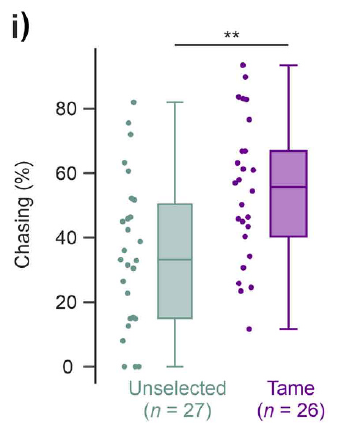 i)
**
Chasing (%)
80
60
40
20
0
Unselected
(n = 27)
Tame
(n = 26)